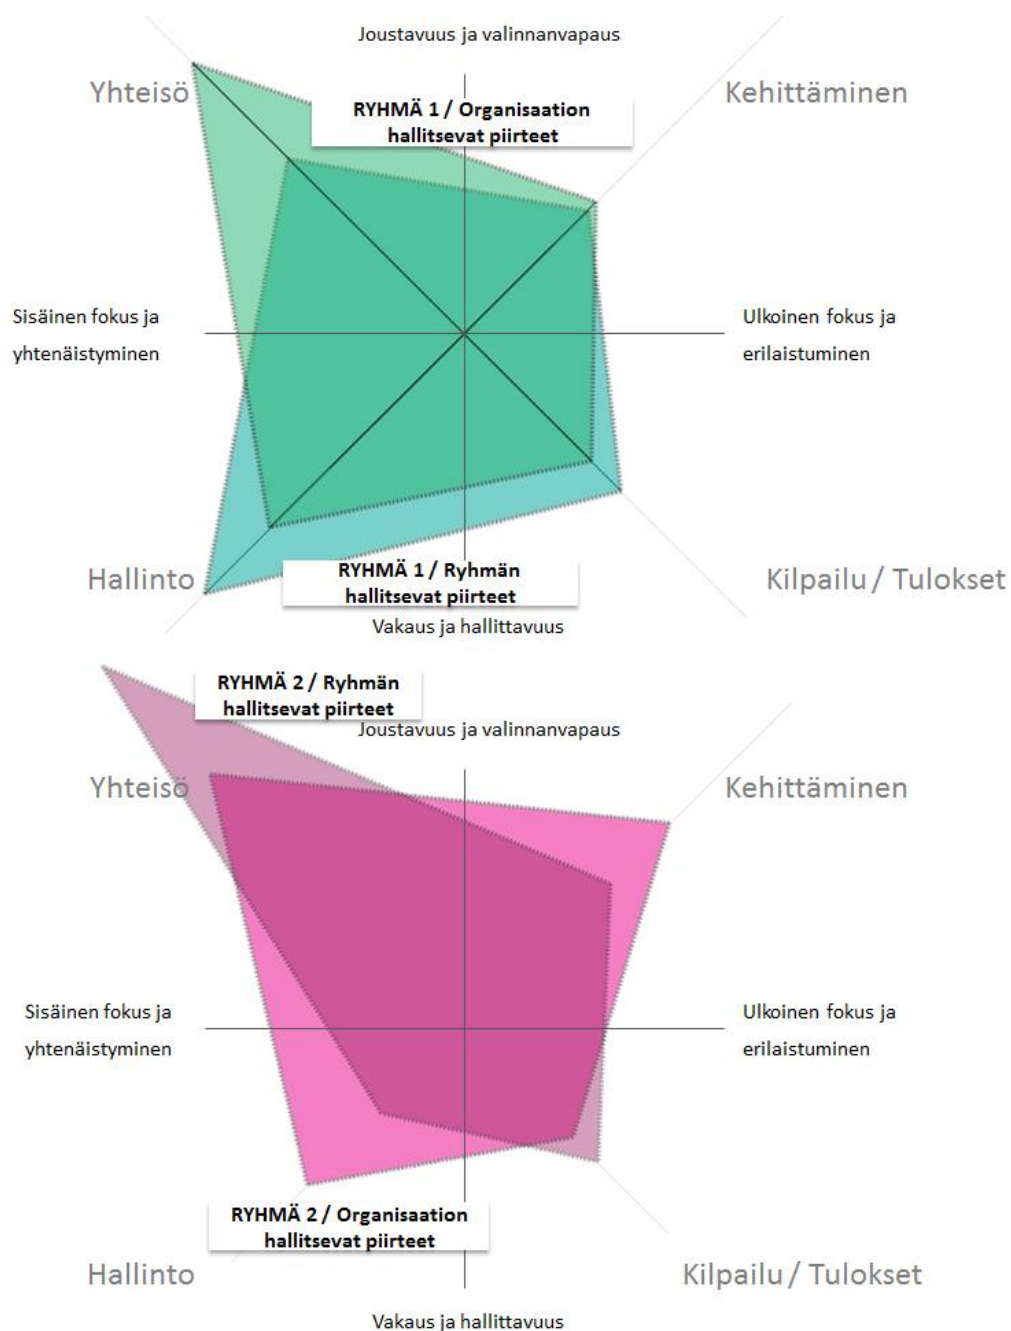 Joustavuus ja valinnanvapaus
Yhteisö
Kehittäminen
RYHMÄ 1 / Organisaation
hallitsevat piirteet
Sisäinen fokus ja
yhtenäistyminen
Ulkoinen fokus ja
erilaistuminen
Hallinto
RYHMÄ 1 / Ryhmän
hallitsevat piirteet
Kilpailu / Tulokset
Vakaus ja hallittavuus
RYHMÄ 2 / Ryhmän
hallitsevat piirteet
Joustavuus ja valinnanvapaus
Yhteisö
Kehittäminen
Sisäinen fokus ja
yhtenäistyminen
Ulkoinen fokus ja
erilaistuminen
RYHMÄ 2 / Organisaation
hallitsevat piirteet
Hallinto
Kilpailu / Tulokset
Vakaus ja hallittavuus